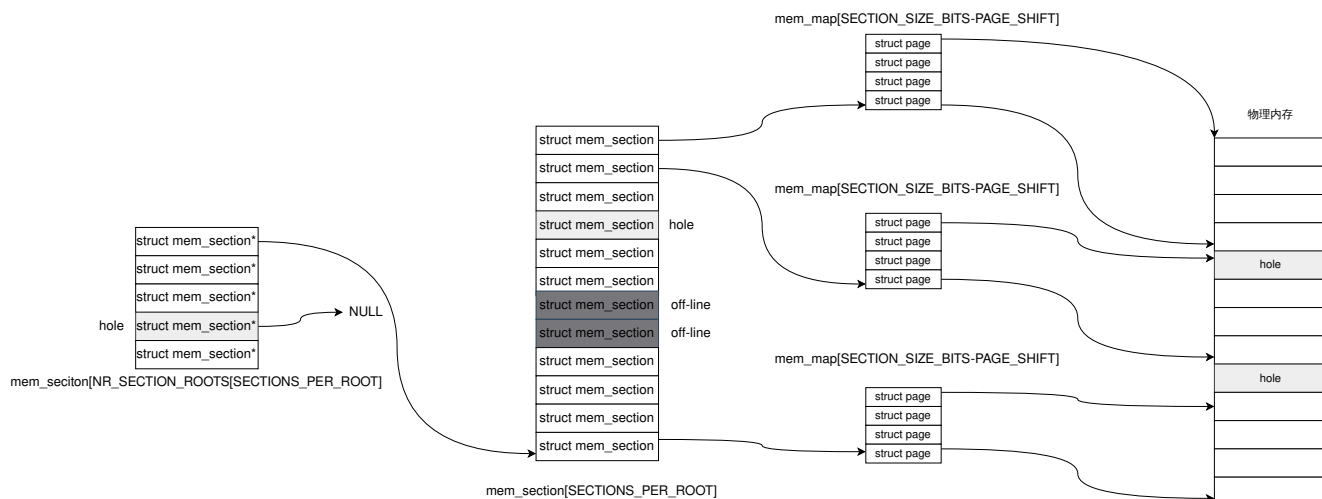 mem_map[SECTION_SIZE_BITS-PAGE_SHIFT]
struct page
struct page
struct page
struct page
物理内存
struct mem_section
struct mem_section
struct mem_section
struct mem_section
hole
struct mem_section
struct mem_section
struct mem_section
off-line
struct mem_section
off-line
struct mem_section
struct mem_section
struct mem_section
struct mem_section
mem_section[SECTIONS_PER_ROOT]
mem_map[SECTION_SIZE_BITS-PAGE_SHIFT]
struct page
struct page
struct page
struct page
struct mem_section*
struct mem_section*
struct mem_section*
hole
struct mem_section*
NULL
struct mem_section*
mem_seciton[NR_SECTION_ROOTS[SECTIONS_PER_ROOT]
mem_map[SECTION_SIZE_BITS-PAGE_SHIFT]
struct page
struct page
struct page
struct page
hole
hole